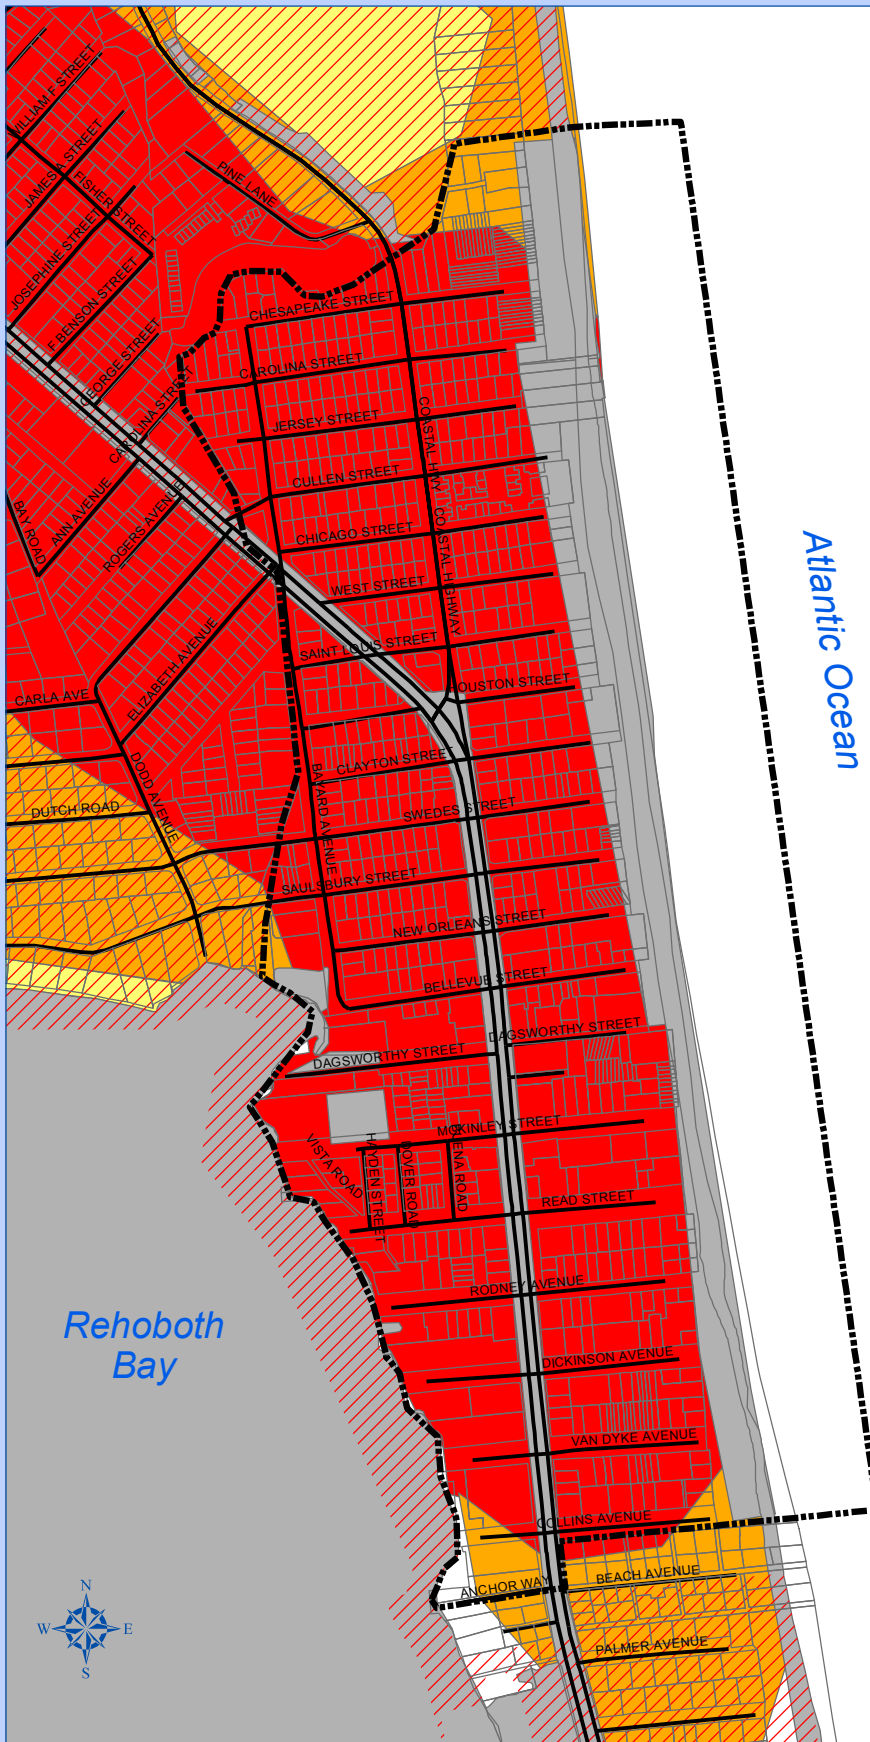 WILLIAM F STREET
JAMES A STREET
FISHER STREET
PINE LANE
JOSEPHINE STREET
F BENSON STREET
GEORGE STREET
CAROLINA STREET
CHESAPEAKE STREET
CAROLINA STREET
JERSEY STREET
COASTAL HWY
CULLEN STREET
BAY ROAD
ANN AVENUE
ROGERS AVENUE
CHICAGO STREET
COASTAL HIGHWAY
WEST STREET
Atlantic Ocean
SAINT LOUIS STREET
ELIZABETH AVENUE
CARLA AVE
OUSTON STREET
DODD AVENUE
BAYARD AVENUE
CLAYTON STREET
DUTCH ROAD
SWEDES STREET
SAULSBURY STREET
NEW ORLEANS STREET
BELLEVUE STREET
DAGSWORTHY STREET
DAGSWORTHY STREET
MCKINLEY STREET
VISTA ROAD
HAYDEN STREET
DOVER ROAD
READ STREET
RODNEY AVENUE
Rehoboth
Bay
DICKINSON AVENUE
VAN DYKE AVENUE
COLLINS AVENUE
ANCHOR WAY
BEACH AVENUE
PALMER AVENUE
N
W
E
S